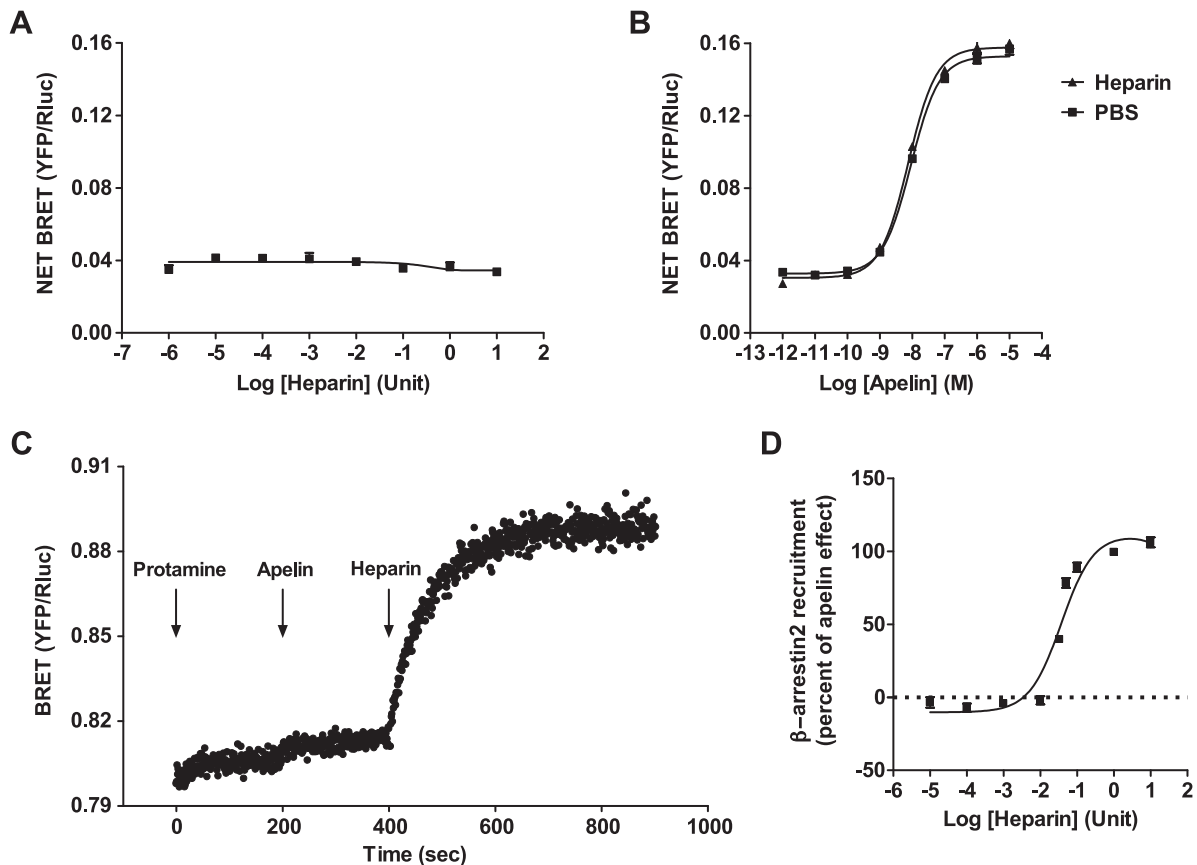 A
NET BRET (YFP/Rluc)
0.16
0.12
0.08
0.04
0.00
-7 -6 -5 -4 -3 -2 -1 0 1 2
Log [Heparin] (Unit)
B
NET BRET (YFP/Rluc)
0.16
0.12
0.08
0.04
0.00
-13 -12 -11 -10 -9 -8 -7 -6 -5 -4
Log [Apelin] (M)
Heparin
PBS
C
BRET (YFP/Rluc)
0.91
0.88
0.85
0.82
0.79
Protamine Apelin Heparin
0 200 400 600 800 1000
Time (sec)
D
β-arrestin2 recruitment
(percent of apelin effect)
150
100
50
0
-50
-6 -5 -4 -3 -2 -1 0 1 2
Log [Heparin] (Unit)